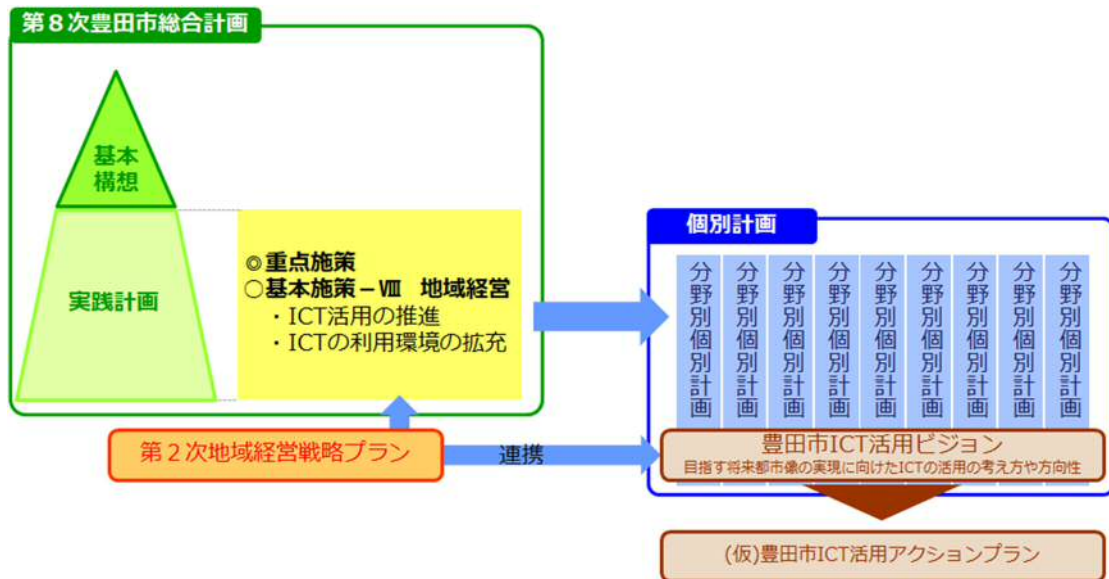 第８次豊田市総合計画
基本
構想
実践計画
◎重点施策
○基本施策－Ⅷ 地域経営
・ICT活用の推進
・ICTの利用環境の拡充
第２次地域経営戦略プラン
連携
個別計画
分野別個別計画
分野別個別計画
分野別個別計画
分野別個別計画
分野別個別計画
分野別個別計画
分野別個別計画
分野別個別計画
分野別個別計画
豊田市ICT活用ビジョン
目指す将来都市像の実現に向けたICTの活用の考え方や方向性
(仮)豊田市ICT活用アクションプラン